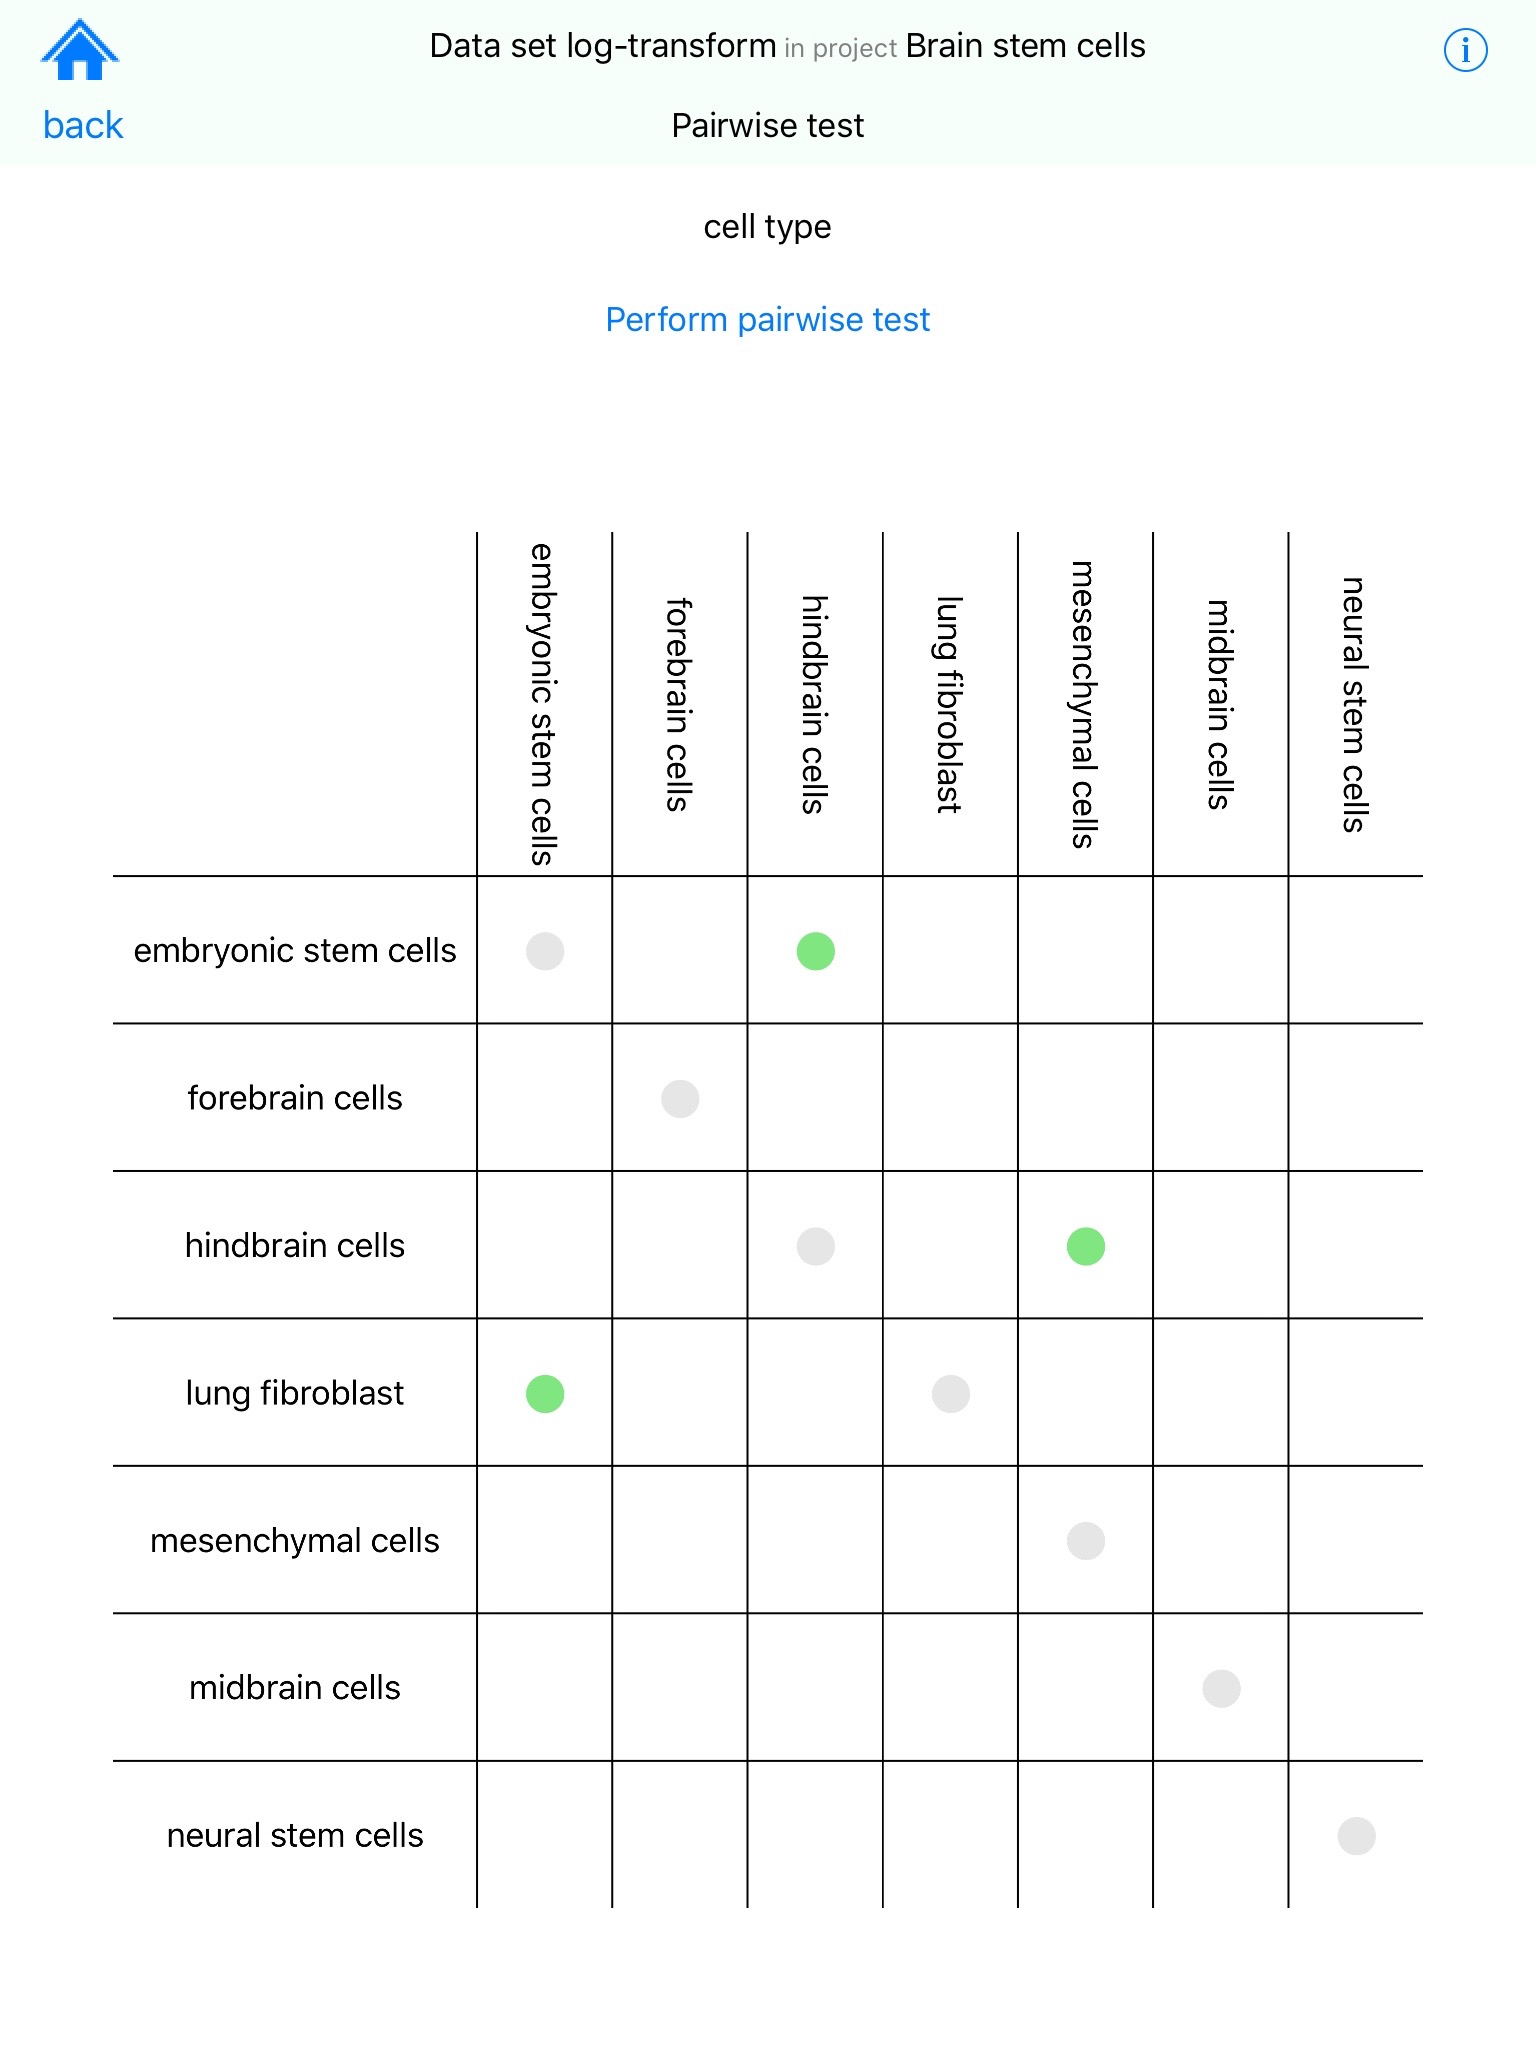 Data set log-transform in project Brain stem cells
i
back
Pairwise test
cell type
Perform pairwise test
embryonic stem cells
forebrain cells
hindbrain cells
lung fibroblast
mesenchymal cells
midbrain cells
neural stem cells
embryonic stem cells
forebrain cells
hindbrain cells
lung fibroblast
mesenchymal cells
midbrain cells
neural stem cells